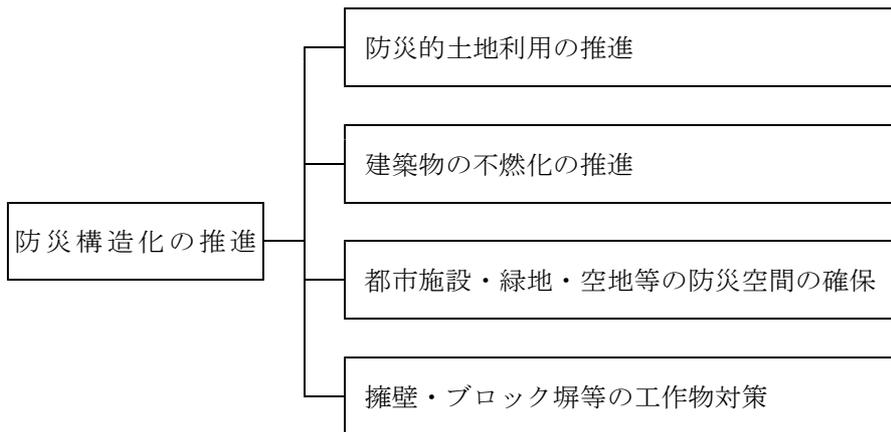 防災的土地利用の推進
建築物の不燃化の推進
防災構造化の推進
都市施設・緑地・空地等の防災空間の確保
擁壁・ブロック塀等の工作物対策